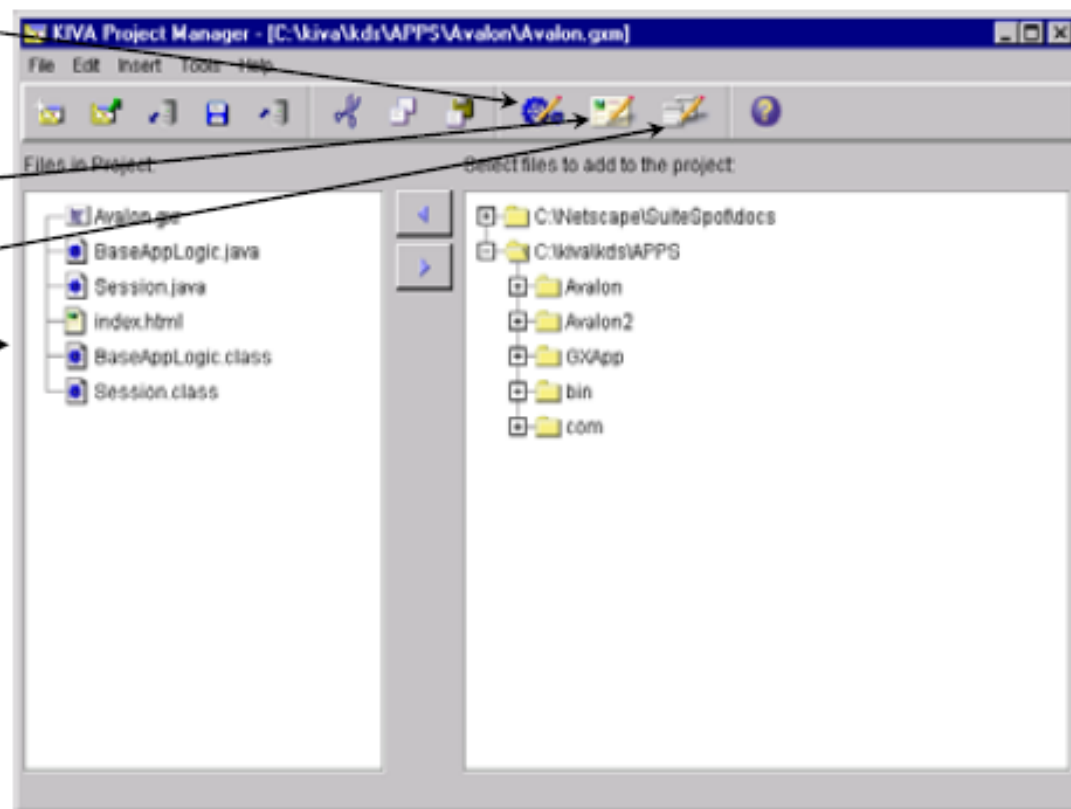 KIVA Project Manager - [C:\kiva\kds\APPS\Avalon\Avalon.gxm]
File Edit Insert Tools Help
Files in Project:
Select files to add to the project:
Avalon.gxr
BaseAppLogic.java
Session.java
index.html
BaseAppLogic.class
Session.class
C:\Netscape\SuiteSpot\docs
C:\kiva\kds\APPS
Avalon
Avalon2
GXApp
bin
com